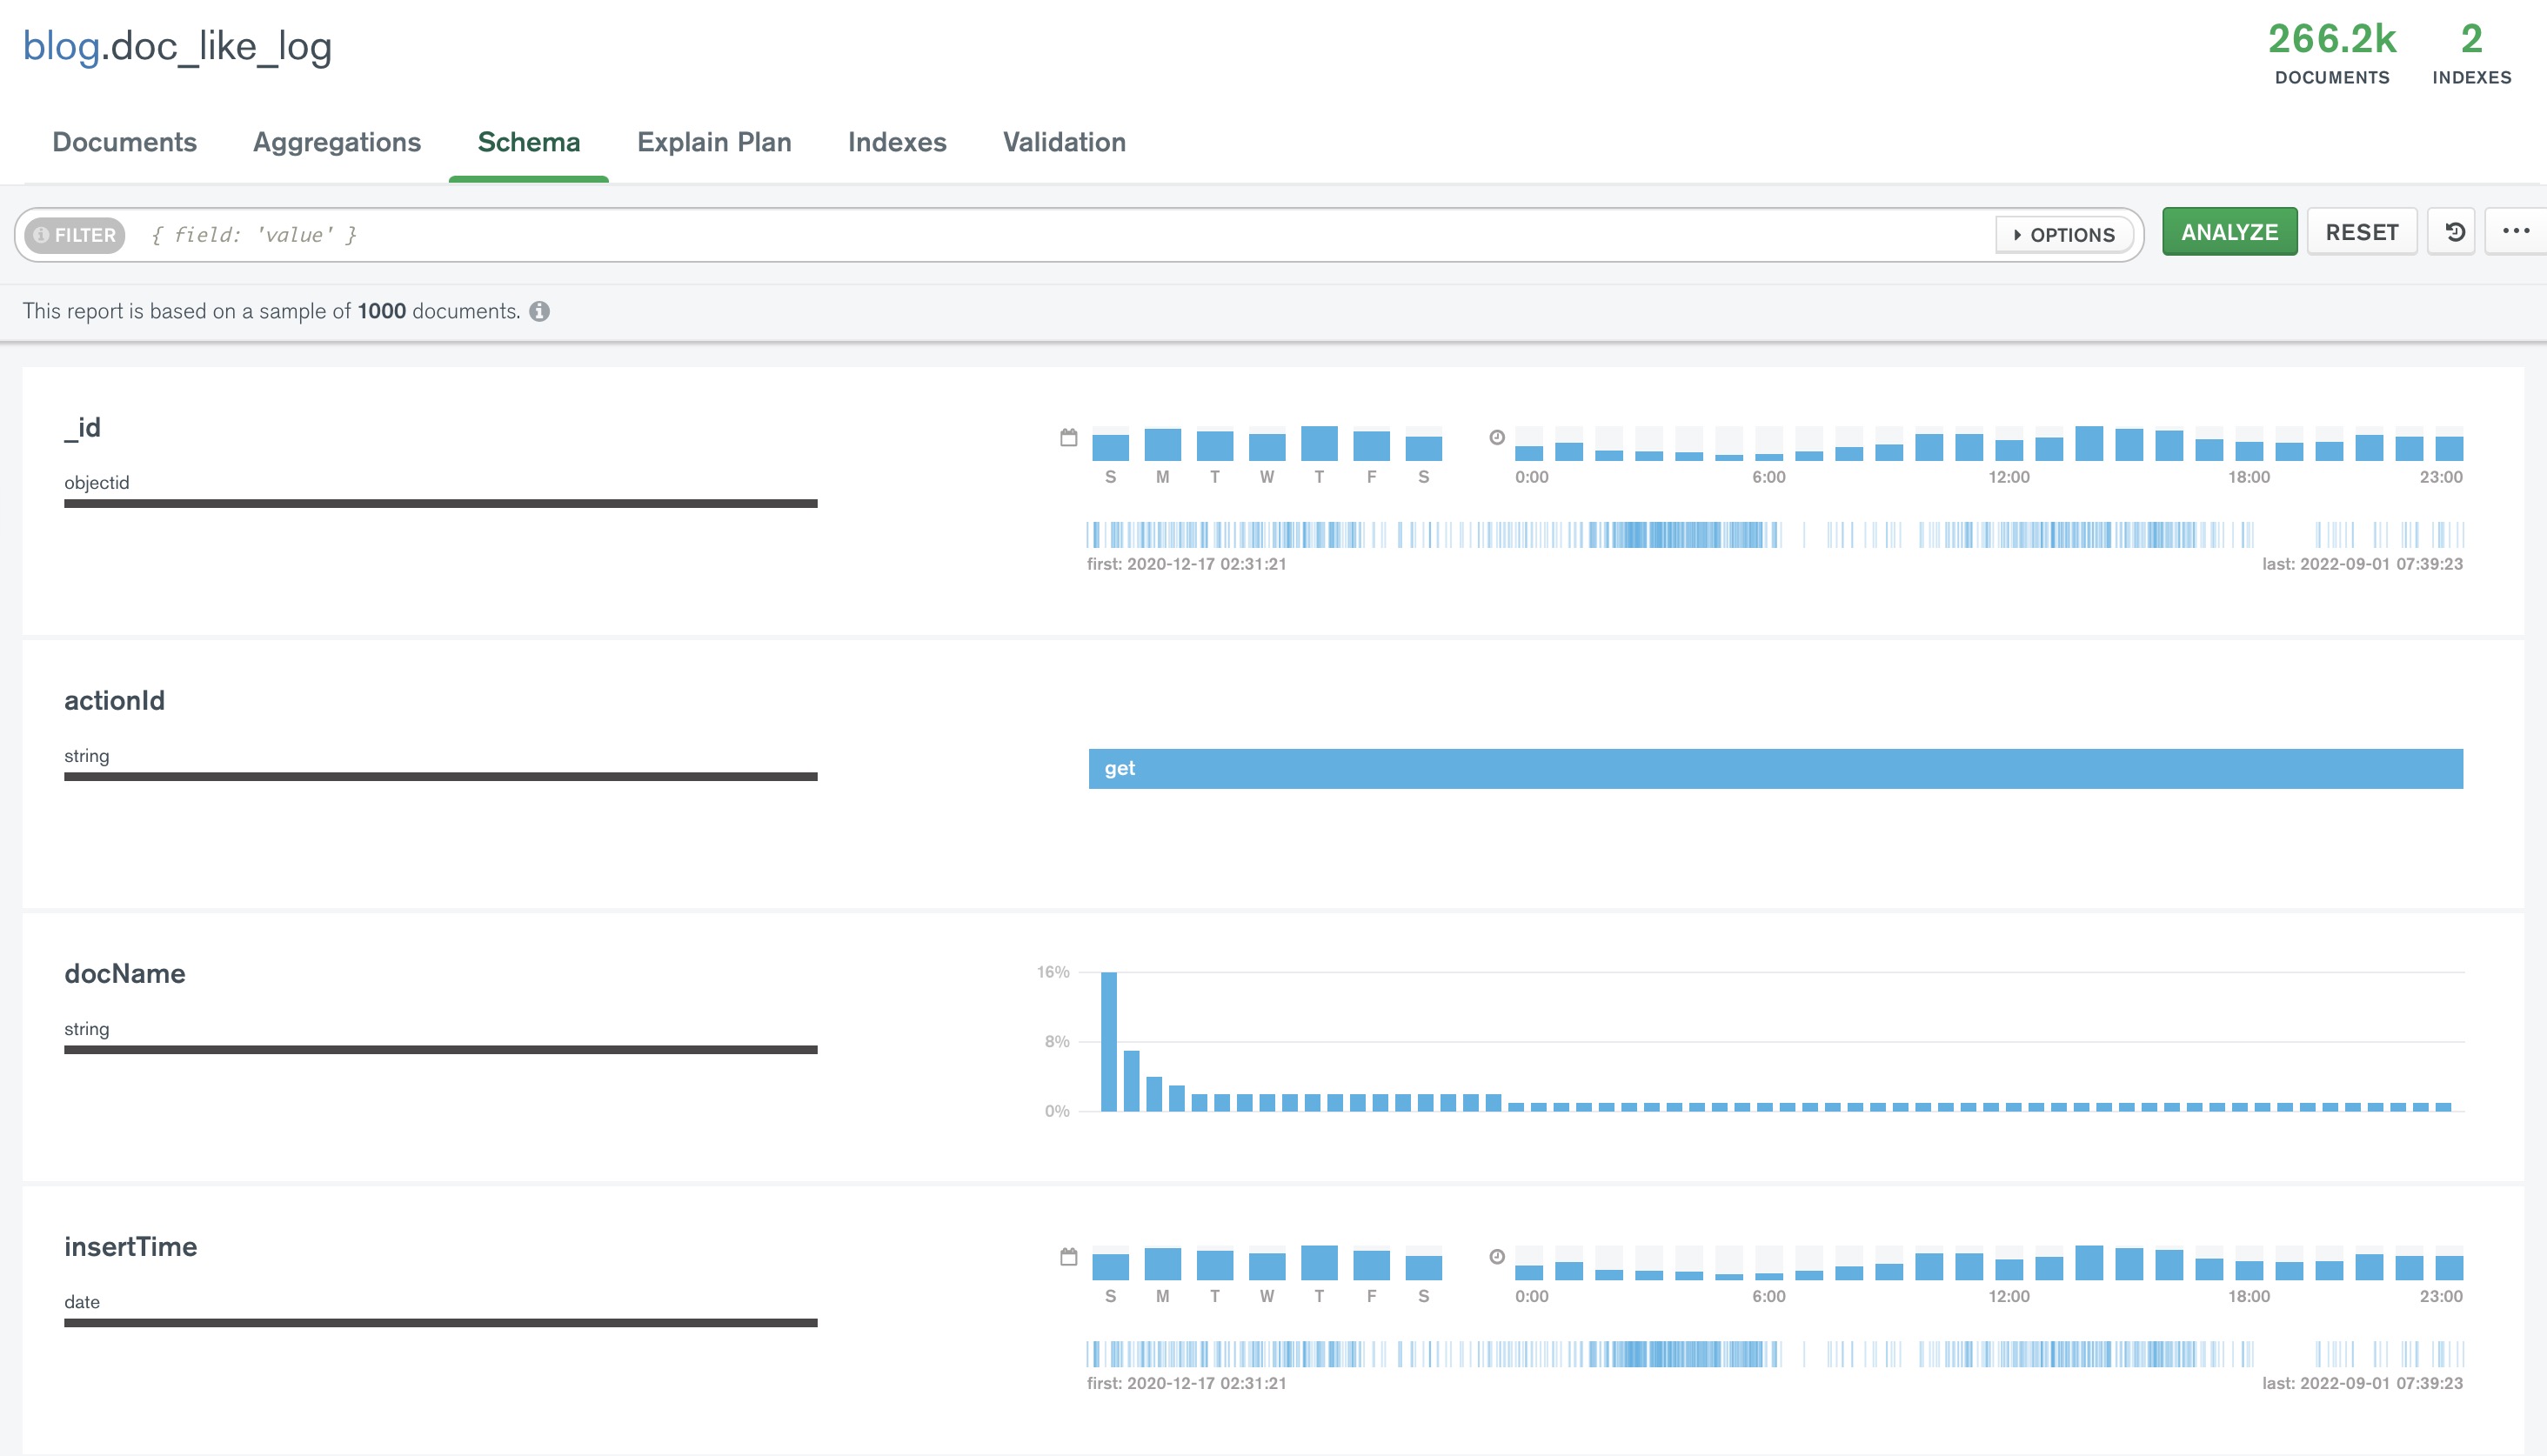 blog.doc_like_log
266.2k 2
DOCUMENTS INDEXES
Documents Aggregations Schema Explain Plan Indexes Validation
FILTER { field: 'value' } OPTIONS ANALYZE RESET ...
This report is based on a sample of 1000 documents.
_id
objectid
S M T W T F S 0:00 6:00 12:00 18:00 23:00
first: 2020-12-17 02:31:21 last: 2022-09-01 07:39:23
actionId
string
get
docName
string
16%
8%
0%
insertTime
date
S M T W T F S 0:00 6:00 12:00 18:00 23:00
first: 2020-12-17 02:31:21 last: 2022-09-01 07:39:23